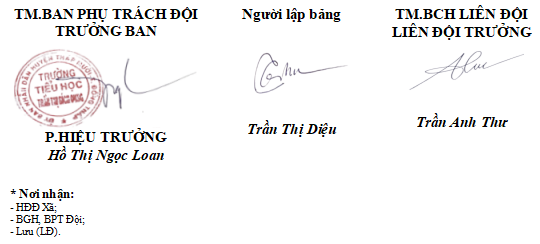 TM.BAN PHỤ TRÁCH ĐỘI
TRƯỞNG BAN
TRƯỜNG
TIỂU HỌC
P.HIỆU TRƯỞNG
Hồ Thị Ngọc Loan
Người lập bảng
Trần Thị Diệu
TM.BCH LIÊN ĐỘI
LIÊN ĐỘI TRƯỞNG
Trần Anh Thư
* Nơi nhận:
- HĐĐ Xã;
- BGH, BPT Đội;
- Lưu (LĐ).